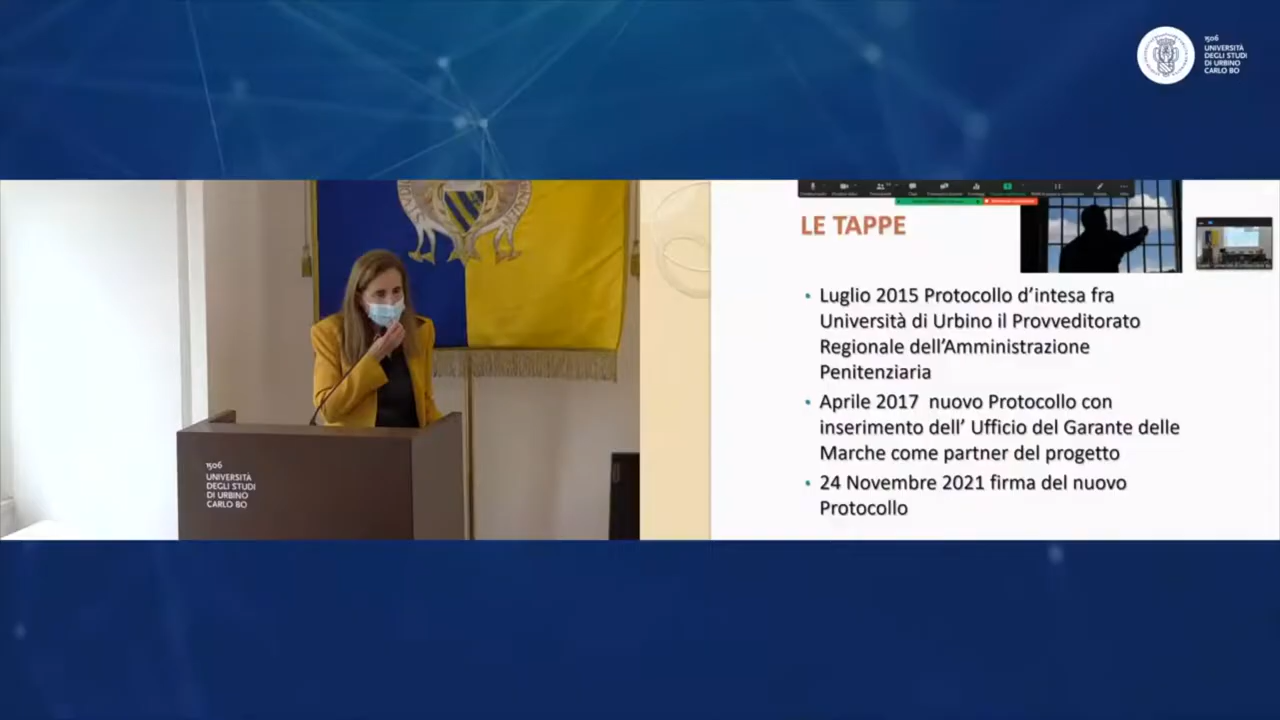 1506
UNIVERSITÀ
DEGLI STUDI
DI URBINO
CARLO BO
1506
UNIVERSITÀ
DEGLI STUDI
DI URBINO
CARLO BO
LE TAPPE
• Luglio 2015 Protocollo d’intesa fra
Università di Urbino il Provveditorato
Regionale dell’Amministrazione
Penitenziaria
• Aprile 2017 nuovo Protocollo con
inserimento dell’ Ufficio del Garante delle
Marche come partner del progetto
• 24 Novembre 2021 firma del nuovo
Protocollo